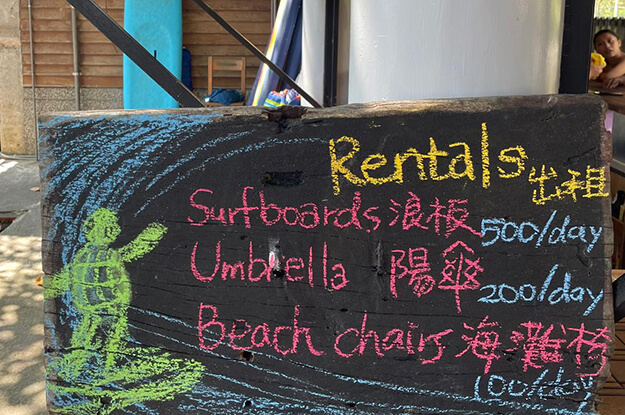 Rentals 出租
Surfboards 浪板 500/day
Umbrella 陽傘 200/day
Beach chairs 海灘椅
100/day